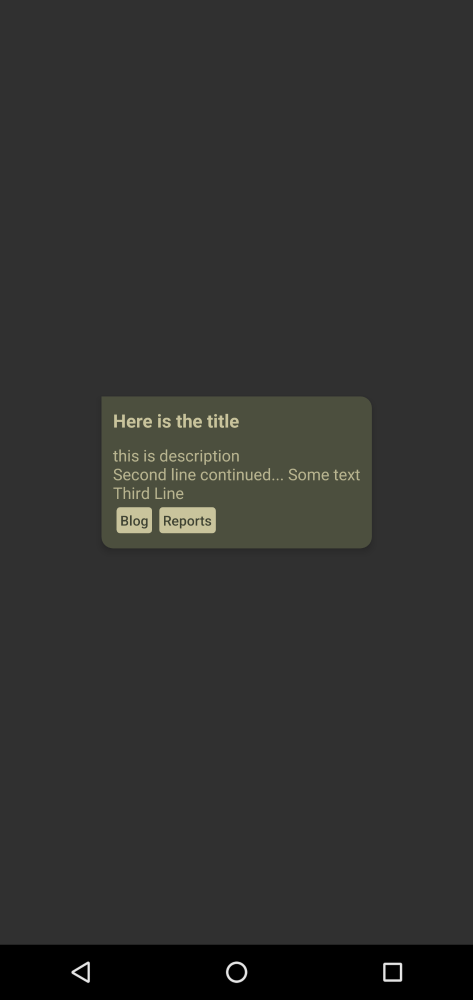 Here is the title
this is description
Second line continued... Some text
Third Line
Blog Reports